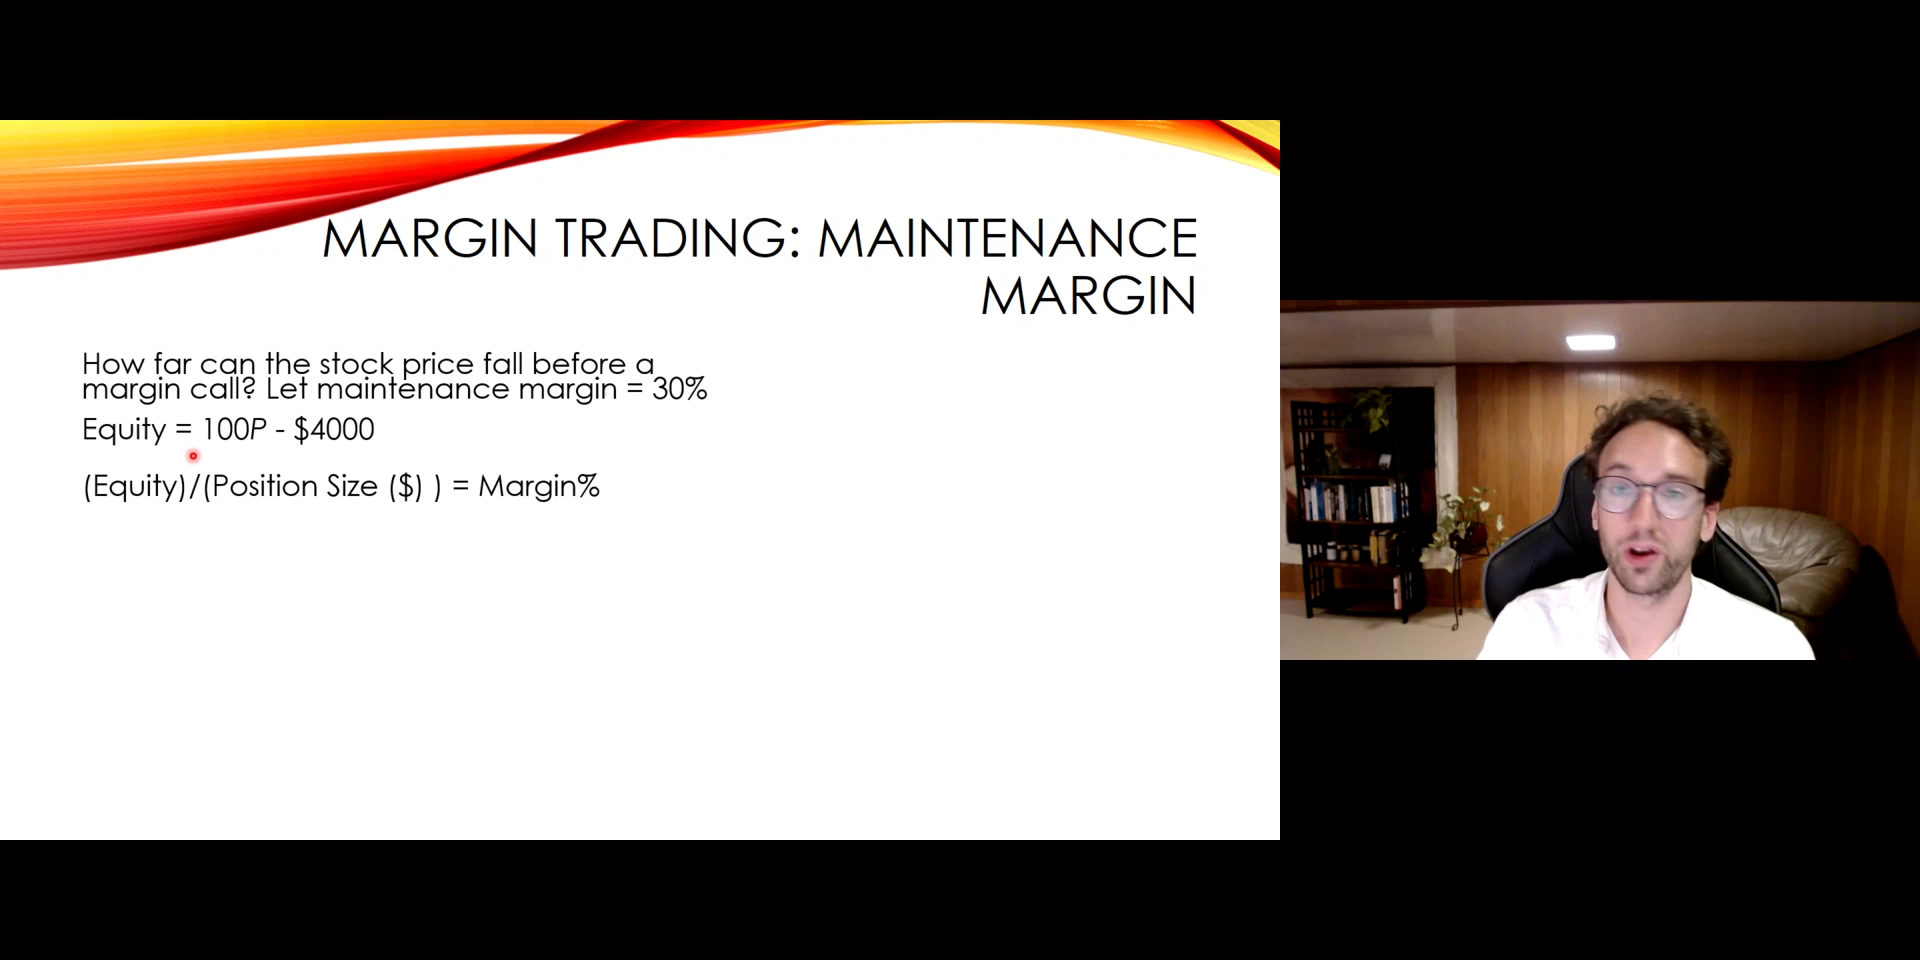 MARGIN TRADING: MAINTENANCE
MARGIN
How far can the stock price fall before a
margin call? Let maintenance margin = 30%
Equity = 100P - $4000
(Equity)/(Position Size ($) ) = Margin%